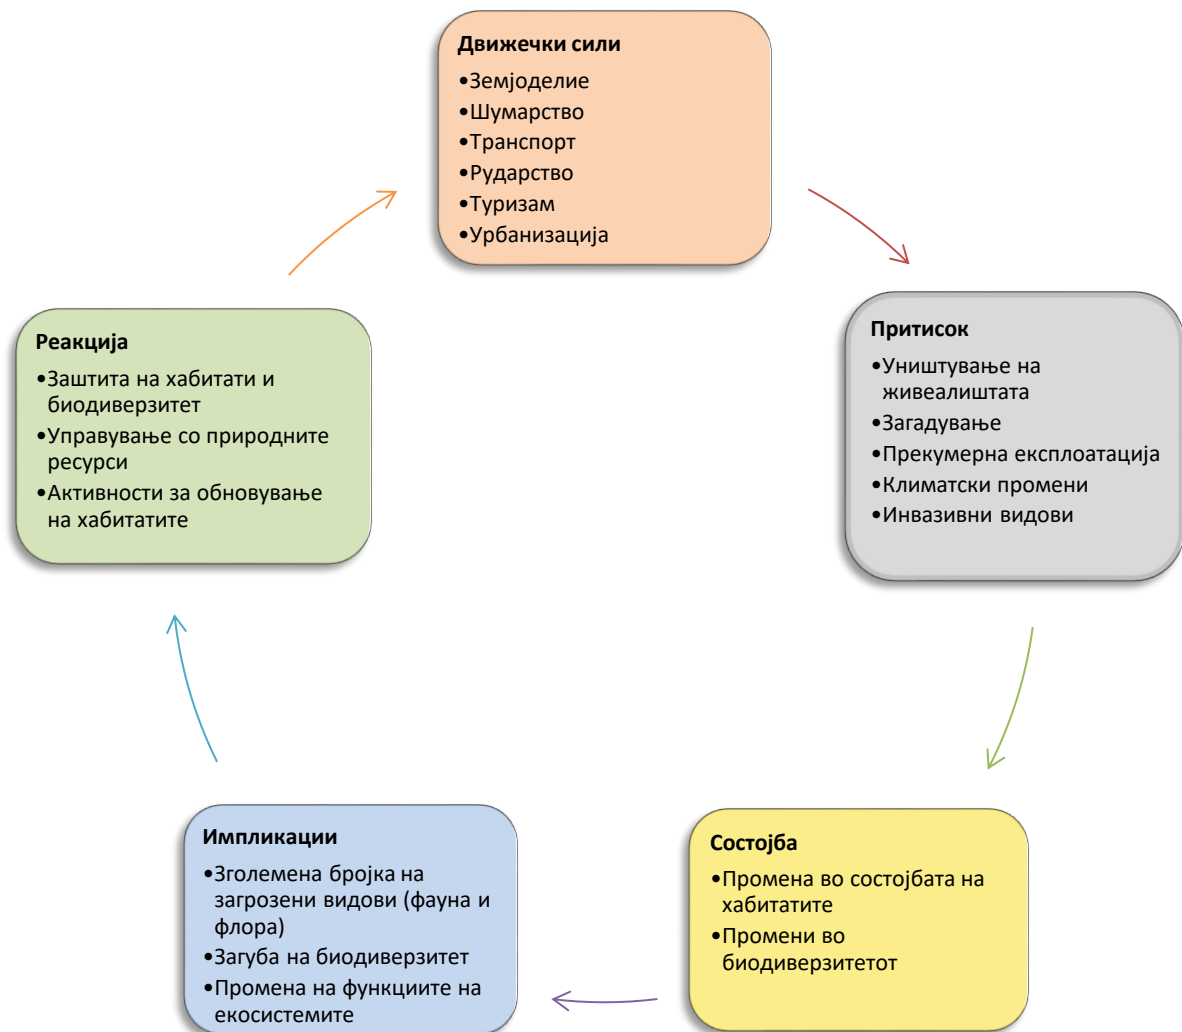 Движечки сили
•Земјоделие
•Шумарство
•Транспорт
•Рударство
•Туризам
•Урбанизација
Притисок
•Уништување на
живеалиштата
•Загадување
•Прекумерна експлоатација
•Климатски промени
•Инвазивни видови
Состојба
•Промена во состојбата на
хабитатите
•Промени во
биодиверзитетот
Импликации
•Зголемена бројка на
загрозени видови (фауна и
флора)
•Загуба на биодиверзитет
•Промена на функциите на
екосистемите
Реакција
•Заштита на хабитати и
биодиверзитет
•Управување со природните
ресурси
•Активности за обновување
на хабитатите